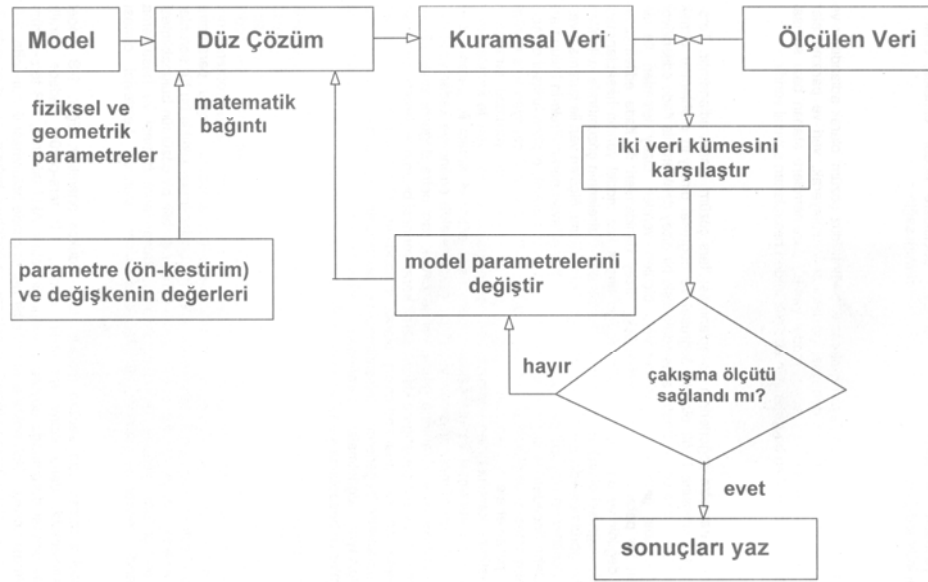 Model
Düz Çözüm
Kuramsal Veri
Ölçülen Veri
fiziksel ve
geometrik
parametreler
matematik
bağıntı
iki veri kümesini
karşılaştır
parametre (ön-kestirim)
ve değişkenin değerleri
model parametrelerini
değiştir
hayır
çakışma ölçütü
sağlandı mı?
evet
sonuçları yaz